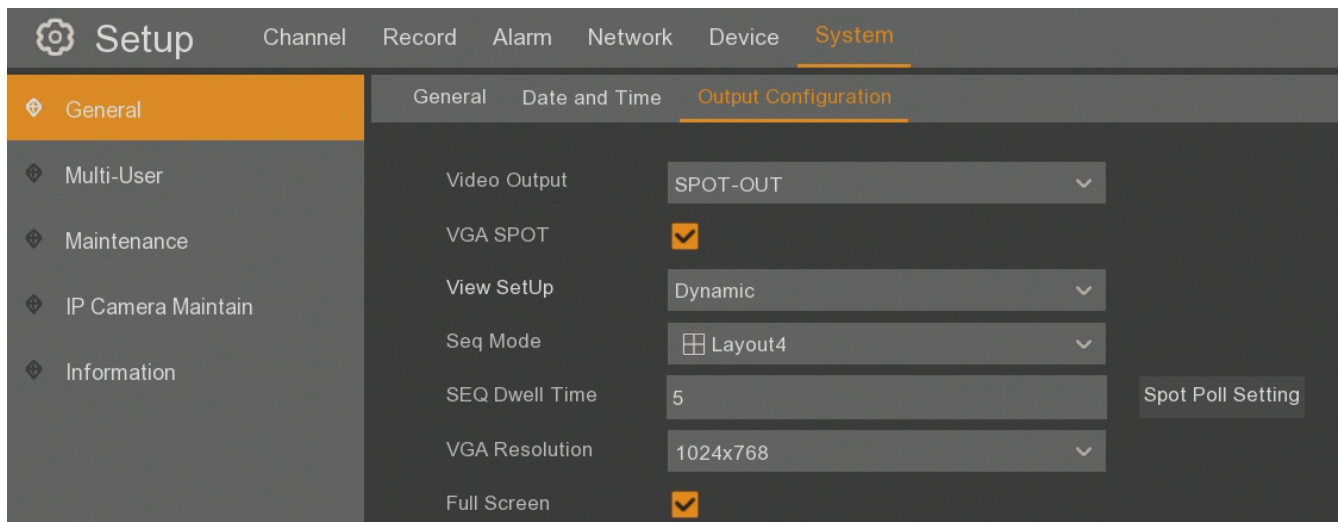 Setup Channel Record Alarm Network Device System
General
Multi-User
Maintenance
IP Camera Maintain
Information
General Date and Time Output Configuration
Video Output SPOT-OUT
VGA SPOT
View SetUp Dynamic
Seq Mode Layout4
SEQ Dwell Time 5 Spot Poll Setting
VGA Resolution 1024x768
Full Screen